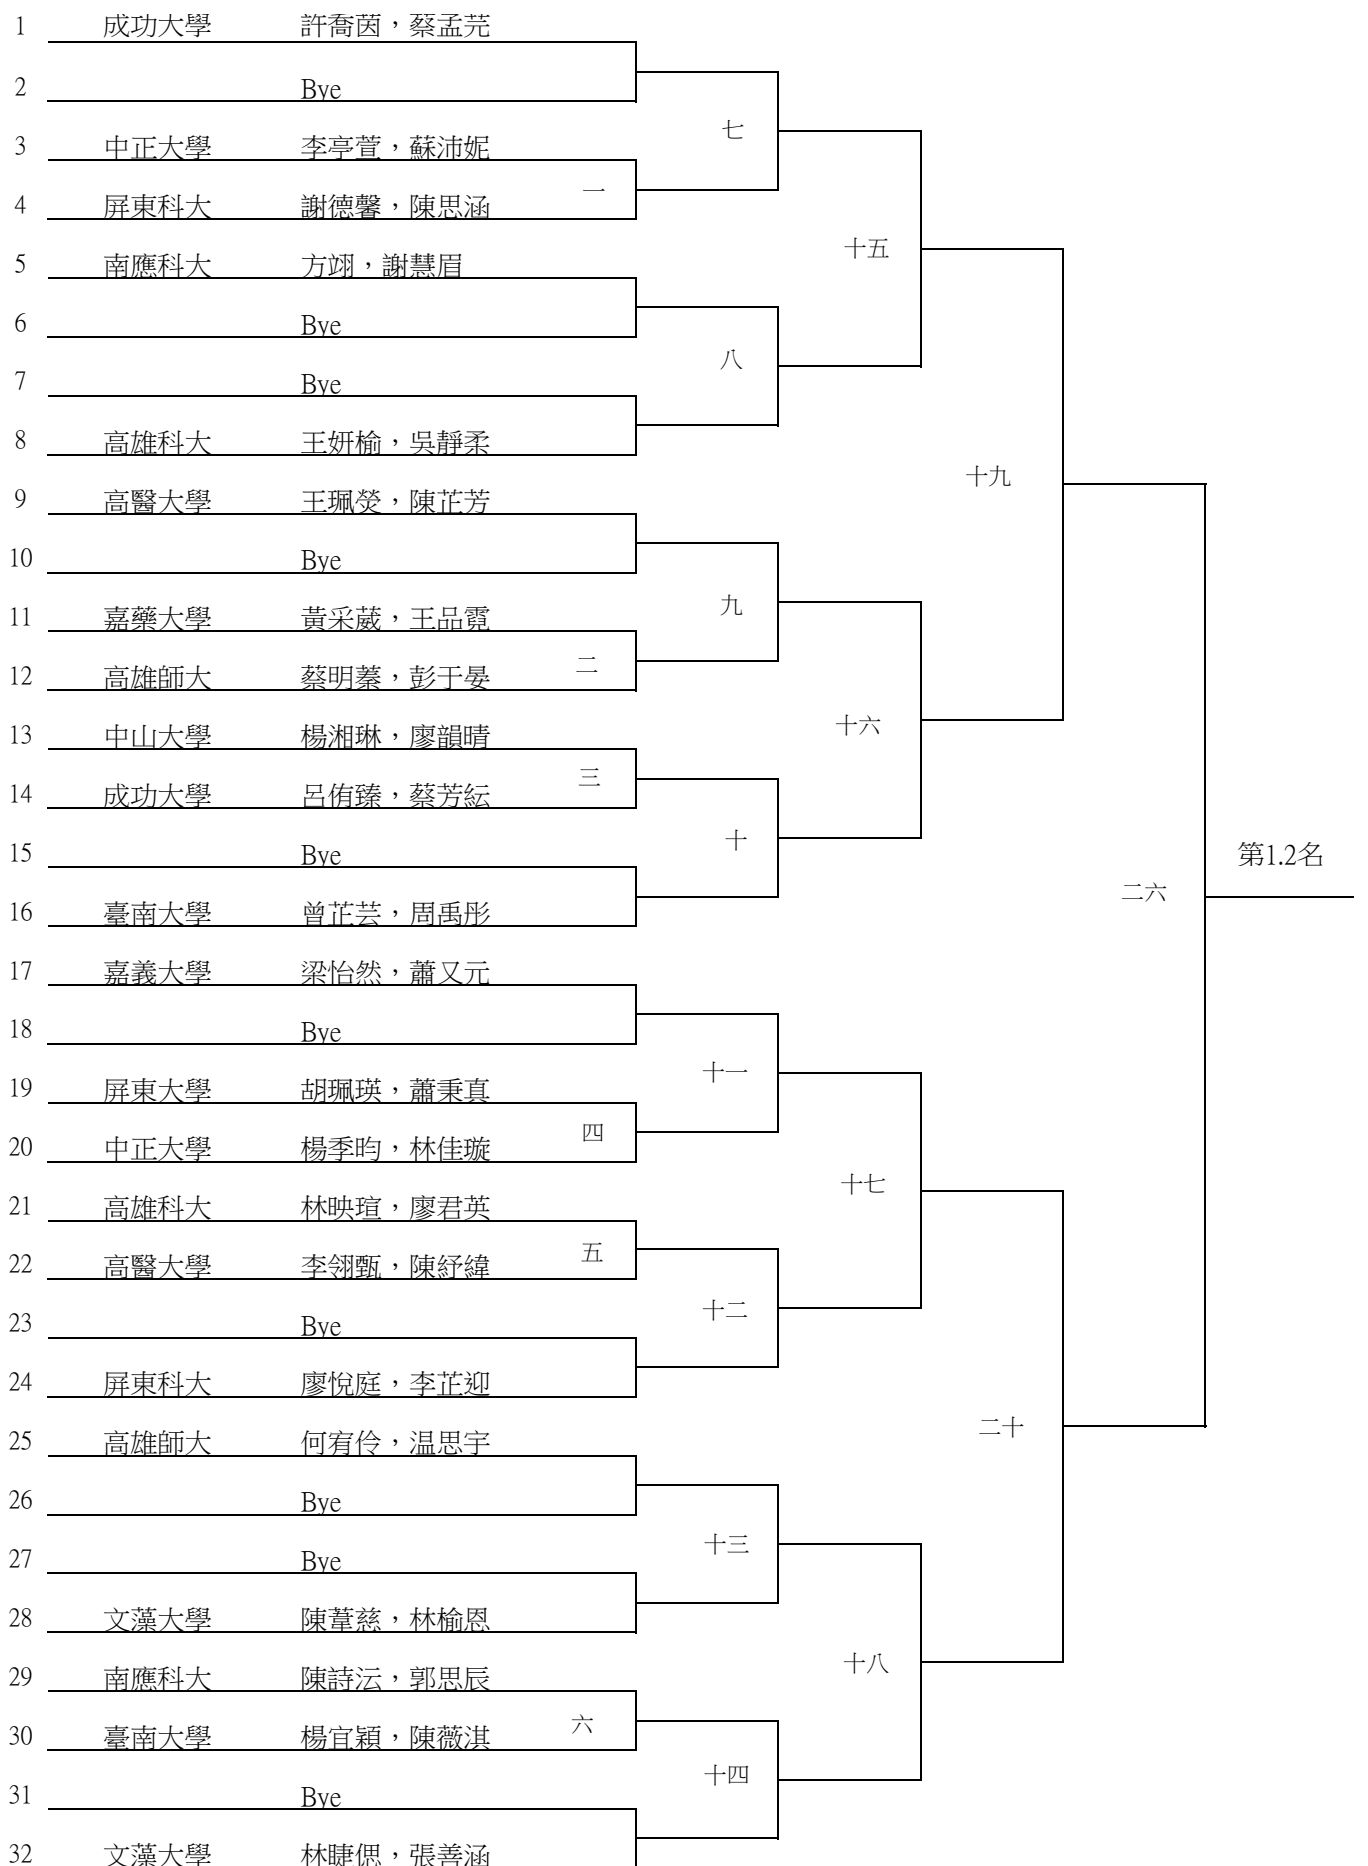 1 成功大學 許喬茵，蔡孟芫
2 Bye
七
3 中正大學 李亭萱，蘇沛妮
一
4 屏東科大 謝德馨，陳思涵
十五
5 南應科大 方翊，謝慧眉
6 Bye
八
7 Bye
8 高雄科大 王妍榆，吳靜柔
十九
9 高醫大學 王珮熒，陳芷芳
10 Bye
九
11 嘉藥大學 黃采葳，王品霓
二
12 高雄師大 蔡明蓁，彭于晏
十六
13 中山大學 楊湘琳，廖韻晴
三
14 成功大學 呂侑臻，蔡芳紜
十
15 Bye
第1.2名
二六
16 臺南大學 曾芷芸，周禹彤
17 嘉義大學 梁怡然，蕭又元
18 Bye
十一
19 屏東大學 胡珮瑛，蕭秉真
四
20 中正大學 楊季昀，林佳璇
十七
21 高雄科大 林映瑄，廖君英
五
22 高醫大學 李翎甄，陳紓緯
十二
23 Bye
24 屏東科大 廖悅庭，李芷迎
二十
25 高雄師大 何宥伶，温思宇
26 Bye
十三
27 Bye
28 文藻大學 陳葦慈，林榆恩
十八
29 南應科大 陳詩沄，郭思辰
六
30 臺南大學 楊宜穎，陳薇淇
十四
31 Bye
32 文藻大學 林睫偲，張善涵